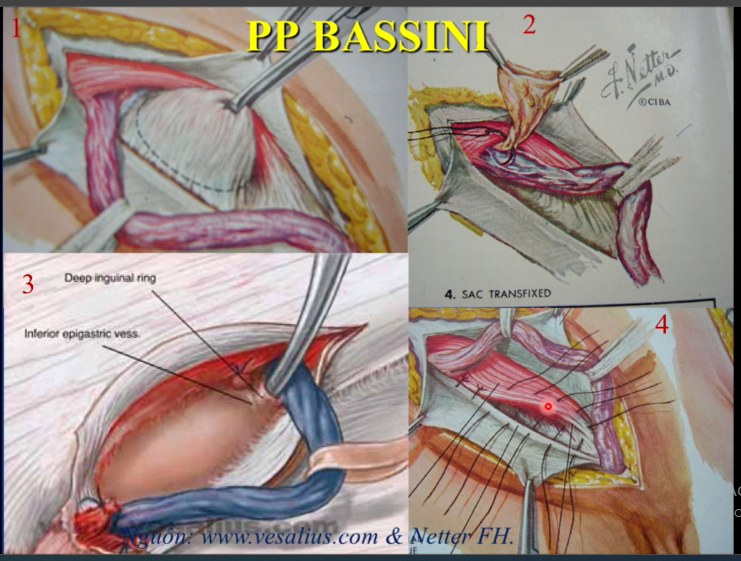 PP BASSINI
1
2
F. Netter
M.D.
©CIBA
4. SAC TRANSFIXED
3
Deep inguinal ring
Inferior epigastric vess.
4
Nguồn: www.vesalius.com & Netter FH.